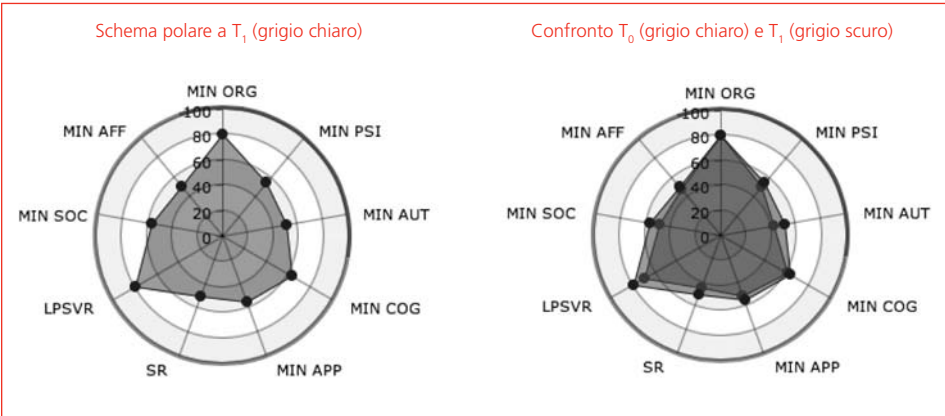 Schema polare a T1 (grigio chiaro)
MIN ORG
MIN AFF
MIN PSI
MIN SOC
MIN AUT
LPSVR
MIN COG
SR
MIN APP
100
80
60
40
20
0
Confronto T0 (grigio chiaro) e T1 (grigio scuro)
MIN ORG
MIN AFF
MIN PSI
MIN SOC
MIN AUT
LPSVR
MIN COG
SR
MIN APP
100
80
60
40
20
0